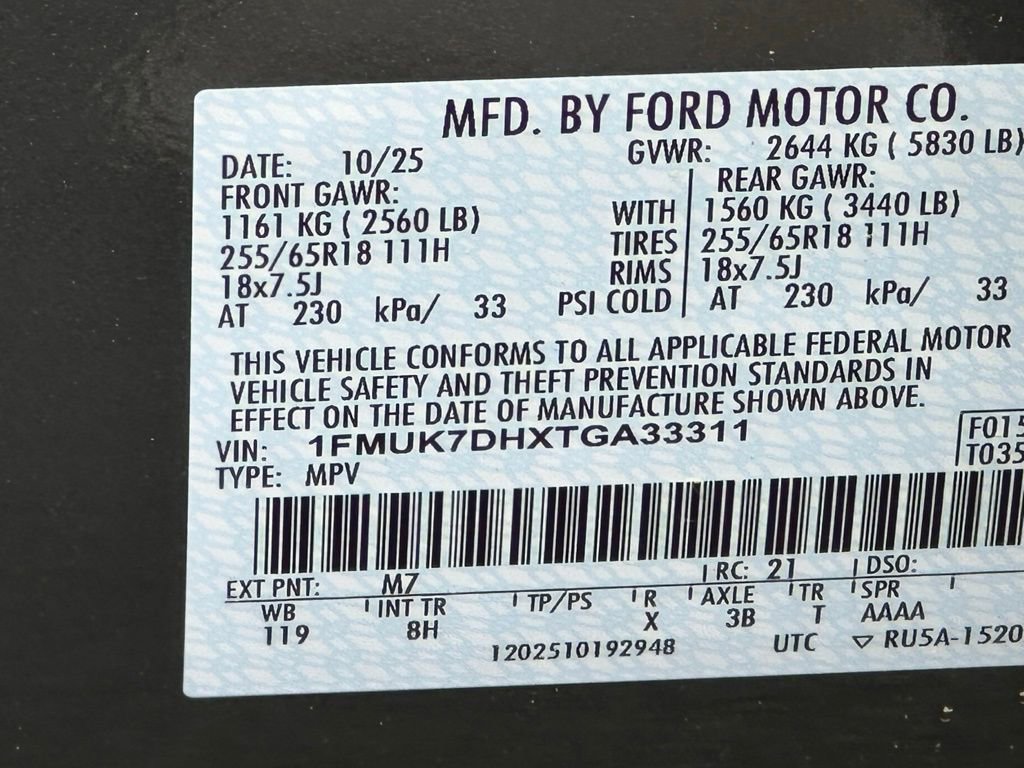 MFD. BY FORD MOTOR CO.
DATE: 10/25 GVWR: 2644 KG ( 5830 LB)
FRONT GAWR: REAR GAWR:
1161 KG ( 2560 LB) WITH 1560 KG ( 3440 LB)
255/65R18 111H TIRES 255/65R18 111H
18x7.5J RIMS 18x7.5J
AT 230 kPa/ 33 PSI COLD AT 230 kPa/ 33
THIS VEHICLE CONFORMS TO ALL APPLICABLE FEDERAL MOTOR
VEHICLE SAFETY AND THEFT PREVENTION STANDARDS IN
EFFECT ON THE DATE OF MANUFACTURE SHOWN ABOVE.
VIN: 1FMUK7DHXTGA33311 F015
TYPE: MPV T035
EXT PNT: M7 RC: 21 DSO:
WB INT TR TP/PS R AXLE TR SPR
119 8H X 3B T AAAA
1202510192948 UTC ▽ RU5A-1520